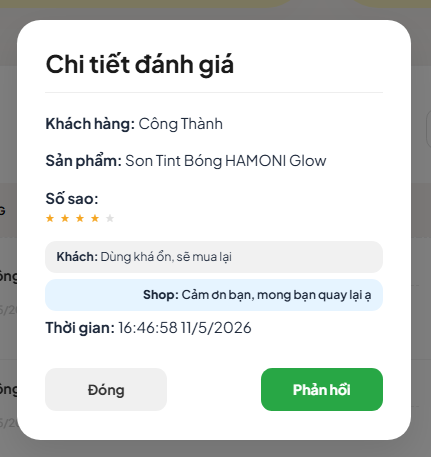 Chi tiết đánh giá
Khách hàng: Công Thành
Sản phẩm: Son Tint Bóng HAMONI Glow
Số sao:
Khách: Dùng khá ổn, sẽ mua lại
Shop: Cảm ơn bạn, mong bạn quay lại ạ
Thời gian: 16:46:58 11/5/2026
Đóng
Phản hồi